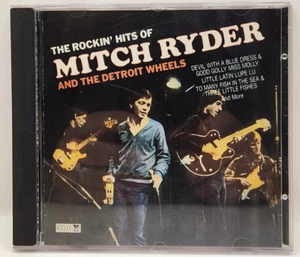 THE ROCKIN' HITS OF
MITCH RYDER
AND THE DETROIT WHEELS
DEVIL WITH A BLUE DRESS &
GOOD GOLLY MISS MOLLY
LITTLE LATIN LUPE LU
TO MANY FISH IN THE SEA &
THREE LITTLE FISHES
and More